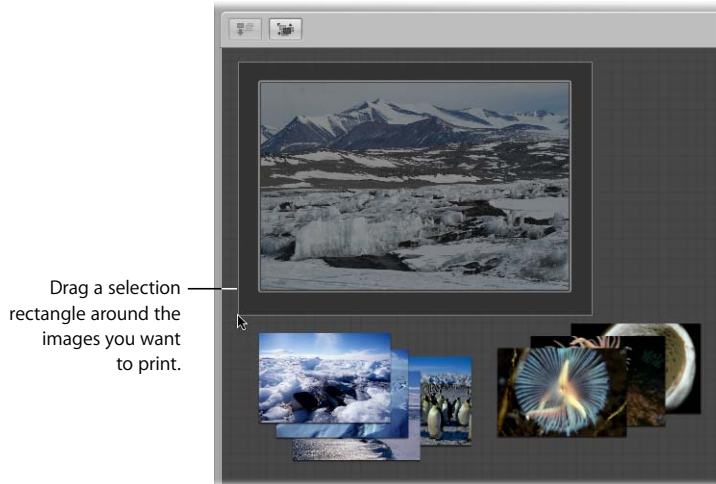 Drag a selection
rectangle around the
images you want
to print.